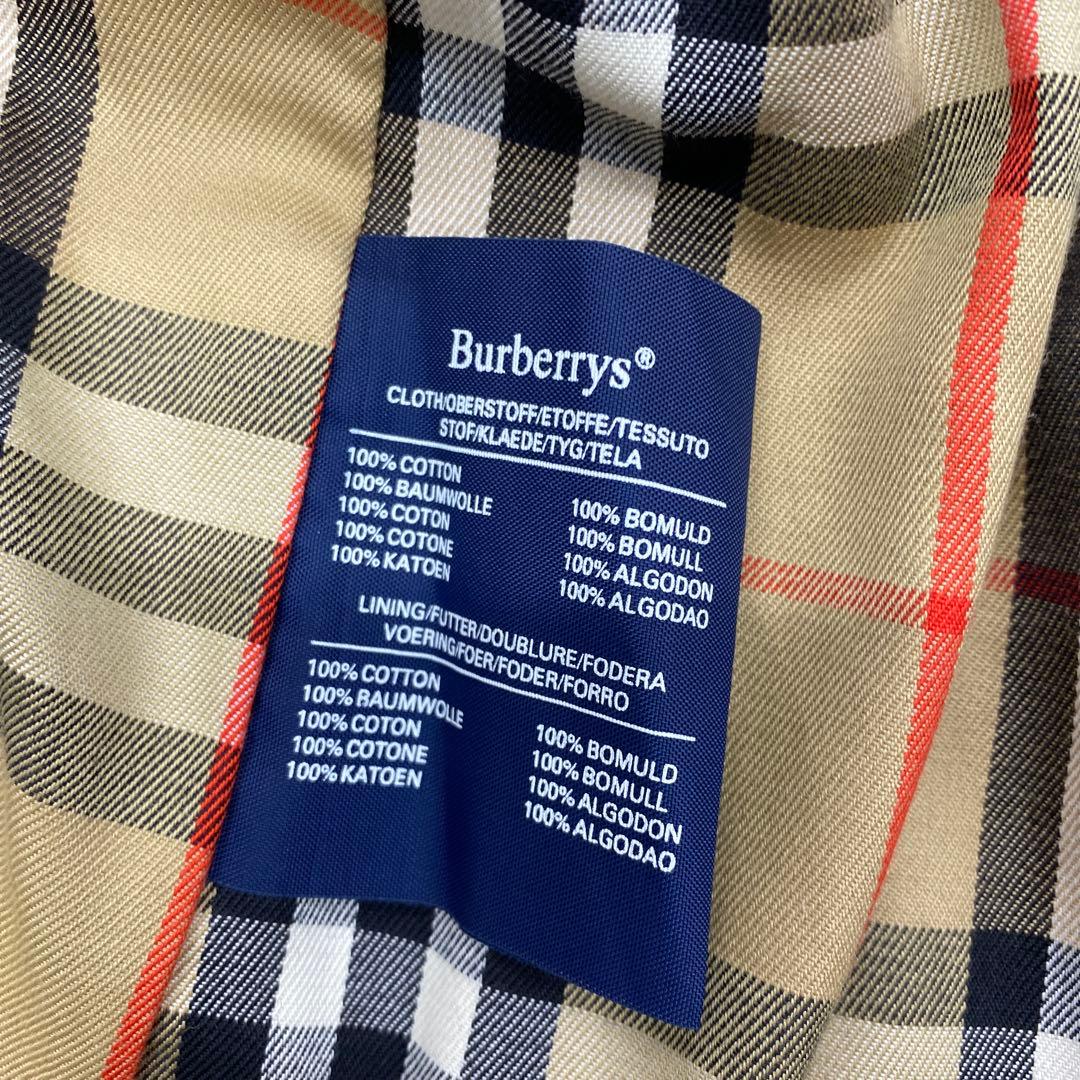 Burberrys®
CLOTH/OBERSTOFF/ETOFFE/TESSUTO
STOF/KLAEDE/TYG/TELA
100% COTTON
100% BAUMWOLLE
100% COTON
100% COTONE
100% KATOEN
100% BOMULD
100% BOMULL
100% ALGODON
100% ALGODAO
LINING/FUTTER/DOUBLURE/FODERA
VOERING/FOER/FODER/FORRO
100% COTTON
100% BAUMWOLLE
100% COTON
100% COTONE
100% KATOEN
100% BOMULD
100% BOMULL
100% ALGODON
100% ALGODAO